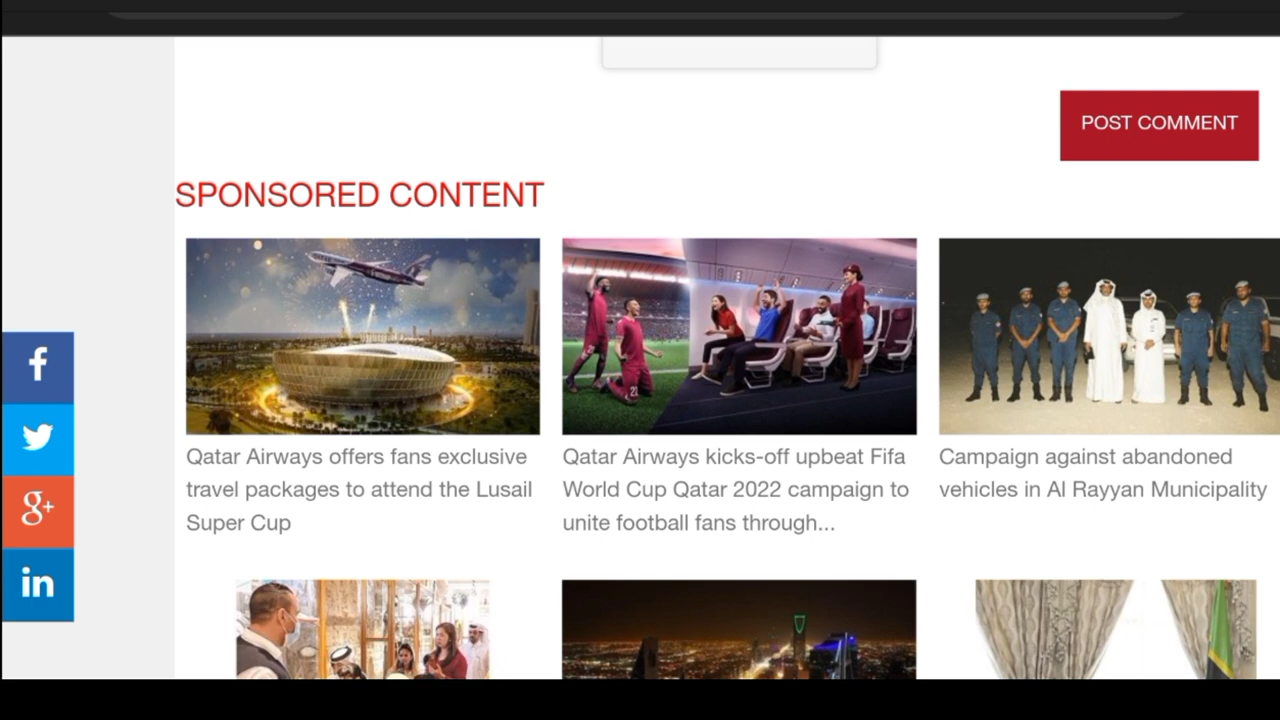 POST COMMENT
SPONSORED CONTENT
Qatar Airways offers fans exclusive
travel packages to attend the Lusail
Super Cup
Qatar Airways kicks-off upbeat Fifa
World Cup Qatar 2022 campaign to
unite football fans through...
Campaign against abandoned
vehicles in Al Rayyan Municipality
f
g+
in